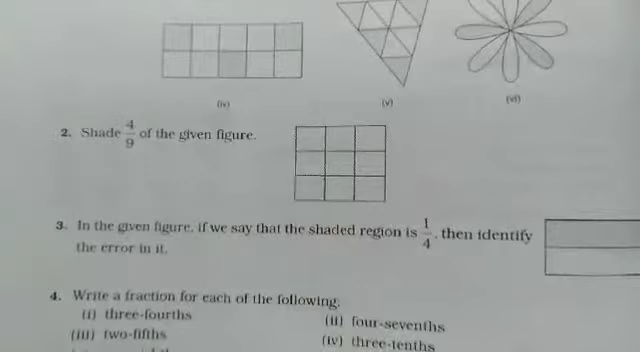 (iv) (v) (vi)
2. Shade 4/9 of the given figure.
3. In the given figure, if we say that the shaded region is 1/4, then identify
the error in it.
4. Write a fraction for each of the following:
(i) three-fourths (ii) four-sevenths
(iii) two-fifths (iv) three-tenths